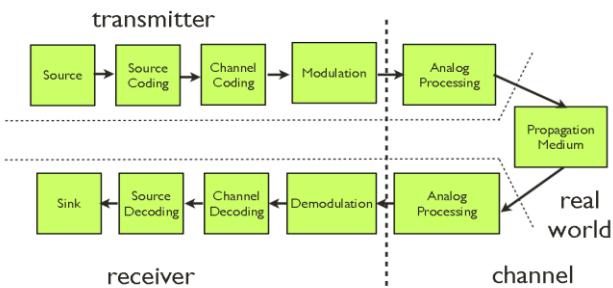 transmitter
Source
Source
Coding
Channel
Coding
Modulation
Analog
Processing
Propagation
Medium
Sink
Source
Decoding
Channel
Decoding
Demodulation
Analog
Processing
real
world
receiver
channel